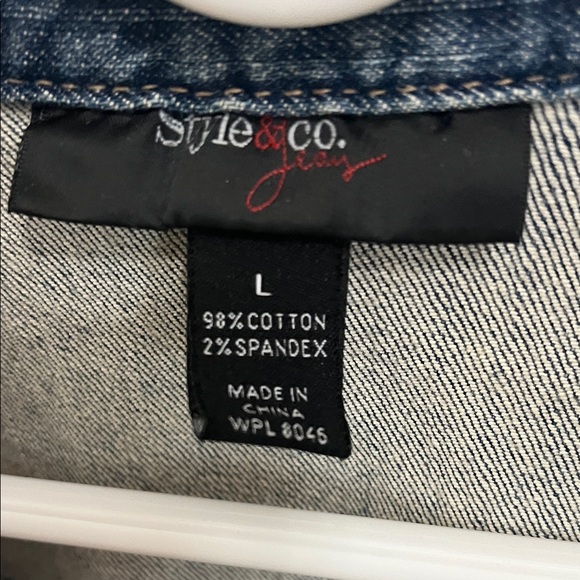 Style&co.
Jeans
L
98%COTTON
2%SPANDEX
MADE IN
CHINA
WPL 8046